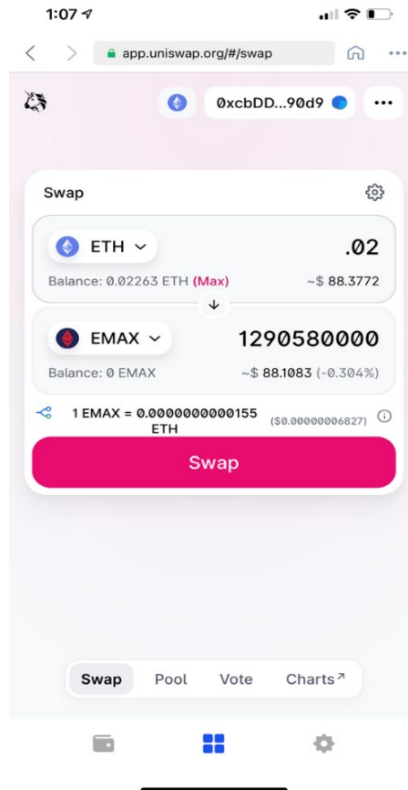 1:07
app.uniswap.org/#/swap
0xcbDD...90d9
Swap
ETH .02
Balance: 0.02263 ETH (Max) ~$ 88.3772
EMAX 1290580000
Balance: 0 EMAX ~$ 88.1083 (-0.304%)
1 EMAX = 0.0000000000155 ($0.00000006827)
ETH
Swap
Swap Pool Vote Charts↗